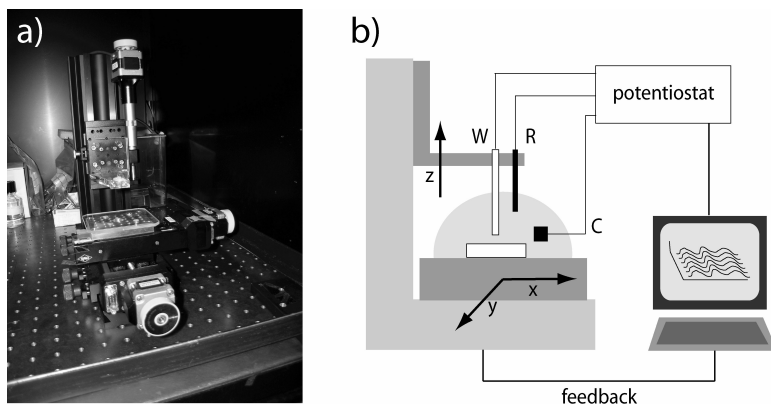 a)
b)
potentiostat
W R
z
C
x
y
feedback